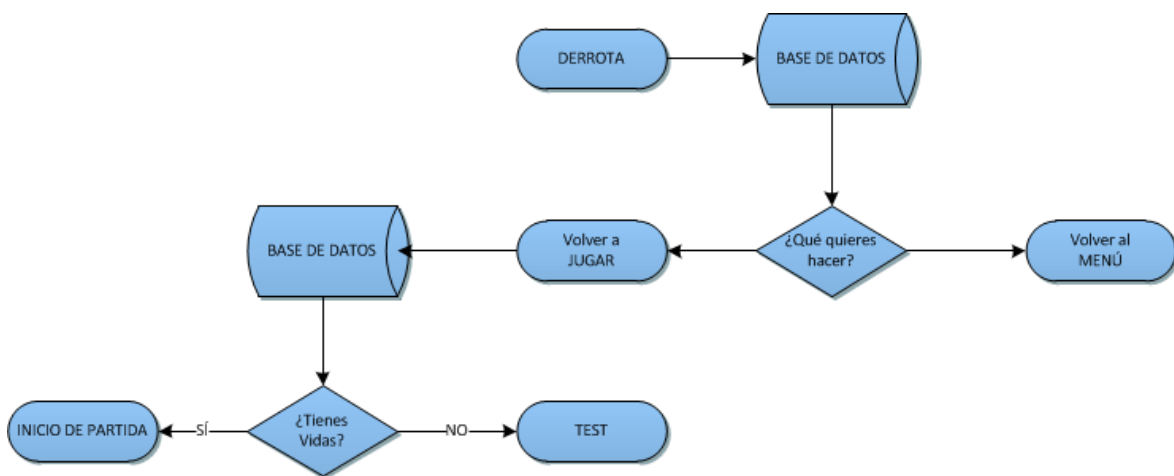 DERROTA
BASE DE DATOS
BASE DE DATOS
Volver a
JUGAR
¿Qué quieres
hacer?
Volver al
MENÚ
INICIO DE PARTIDA
SÍ
¿Tienes
Vidas?
NO
TEST